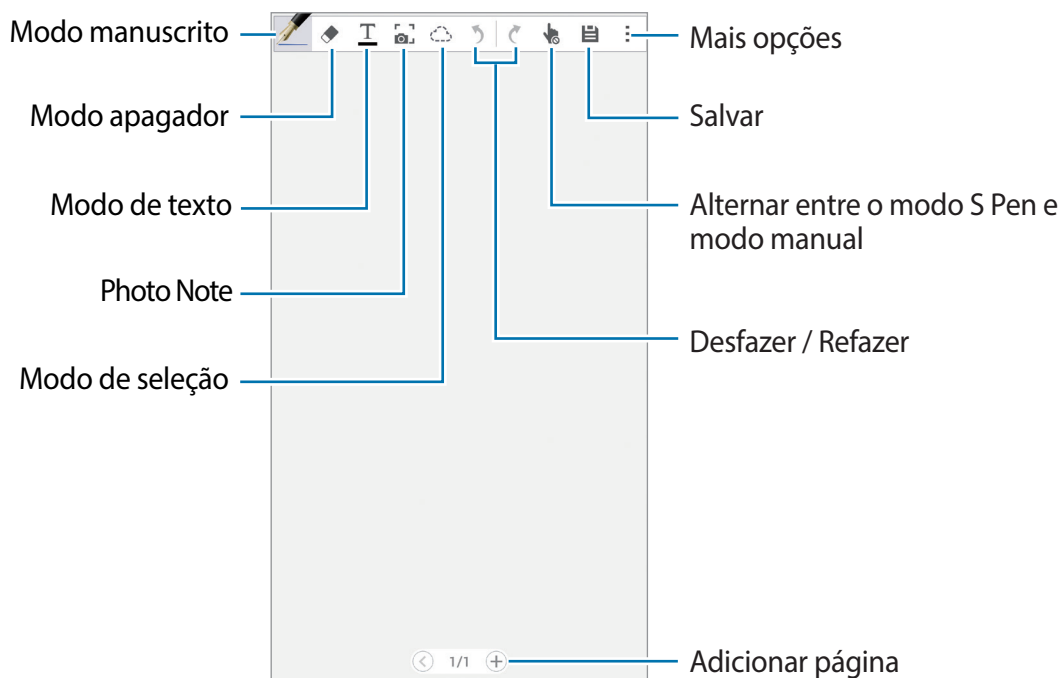 Modo manuscrito
Mais opções
Modo apagador
Salvar
Modo de texto
Alternar entre o modo S Pen e
modo manual
Photo Note
Desfazer / Refazer
Modo de seleção
1/1
Adicionar página